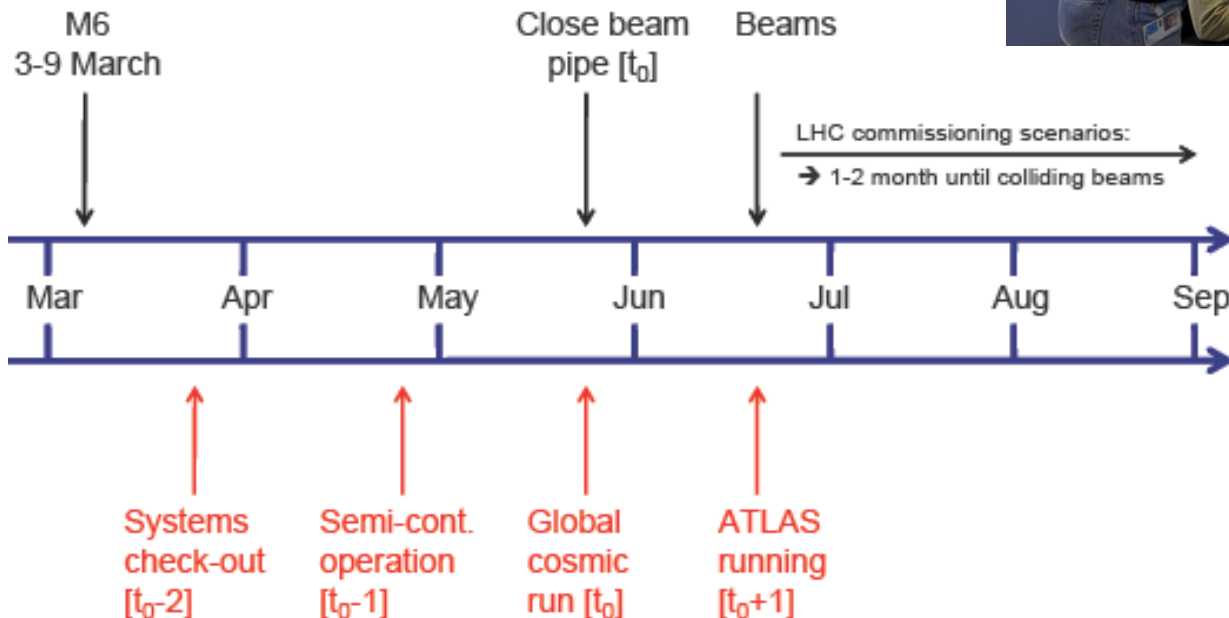 M6
3-9 March
Close beam
pipe [t₀]
Beams
LHC commissioning scenarios:
➔ 1-2 month until colliding beams
Mar
Apr
May
Jun
Jul
Aug
Sep
Systems
check-out
[t₀-2]
Semi-cont.
operation
[t₀-1]
Global
cosmic
run [t₀]
ATLAS
running
[t₀+1]